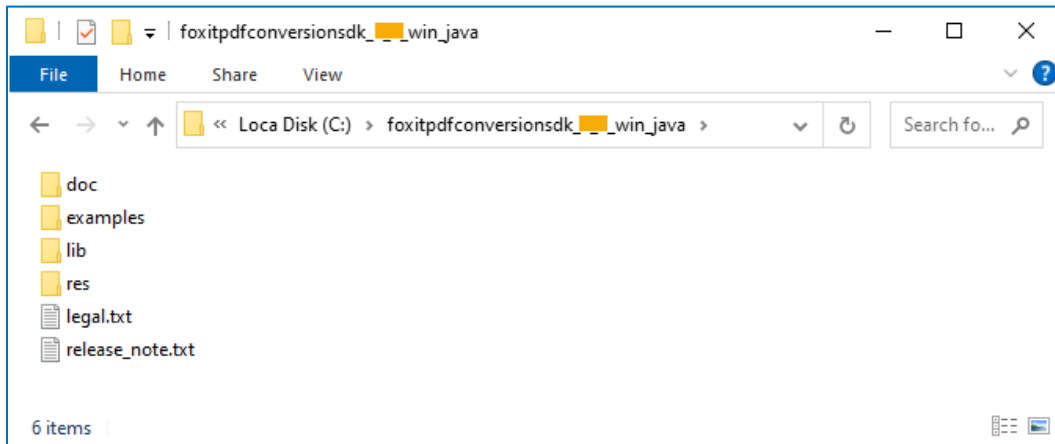 foxitpdfconversionsdk_ _ _win_java
File Home Share View
« Loca Disk (C:) › foxitpdfconversionsdk_ _ _win_java › Search fo...
doc
examples
lib
res
legal.txt
release_note.txt
6 items